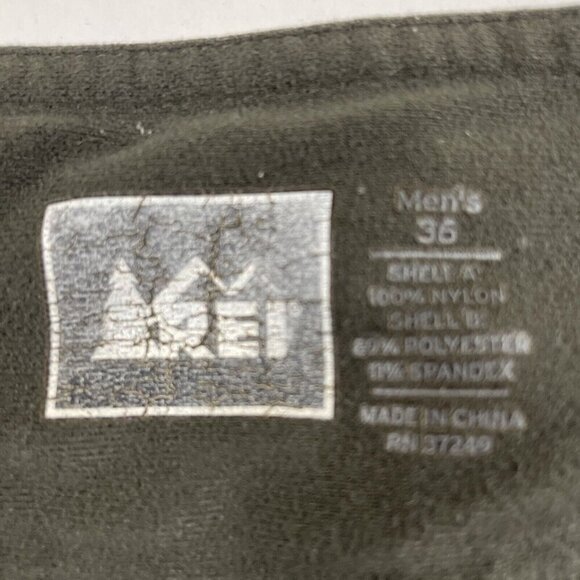 REI
Men's
36
SHELL A:
100% NYLON
SHELL B:
89% POLYESTER
11% SPANDEX
MADE IN CHINA
RN 37249